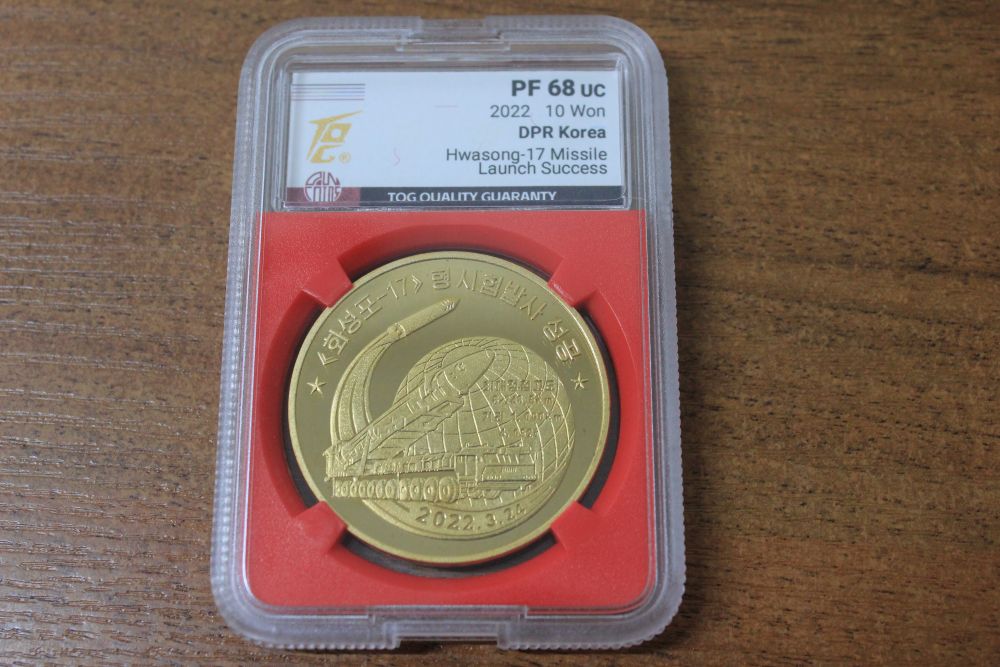 PF 68 UC
2022 10 Won
DPR Korea
Hwasong-17 Missile
Launch Success
TOG QUALITY GUARANTY
《화성포-17》형 시험발사 성공
2022.3.24